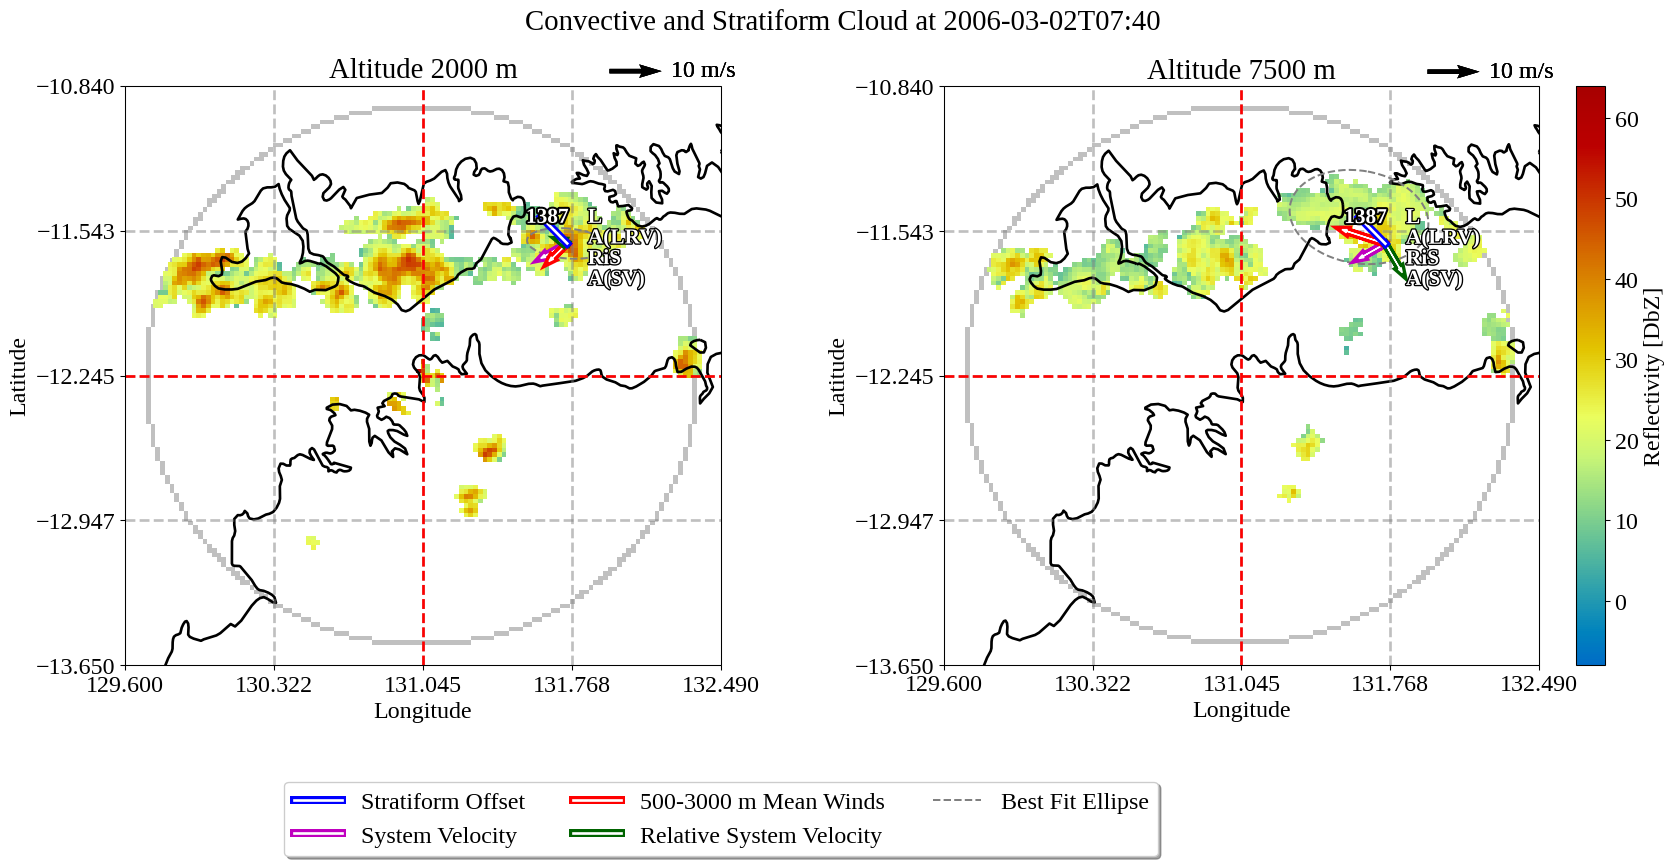 Convective and Stratiform Cloud at 2006-03-02T07:40
Altitude 2000 m
10 m/s
−10.840
−11.543
−12.245
−12.947
−13.650
129.600
130.322
131.045
131.768
132.490
Latitude
Longitude
1387
L
A(LRV)
RiS
A(SV)
Altitude 7500 m
10 m/s
−10.840
−11.543
−12.245
−12.947
−13.650
129.600
130.322
131.045
131.768
132.490
Latitude
Longitude
1387
L
A(LRV)
RiS
A(SV)
60
50
40
30
20
10
0
Reflectivity [DbZ]
Stratiform Offset
System Velocity
500-3000 m Mean Winds
Relative System Velocity
Best Fit Ellipse